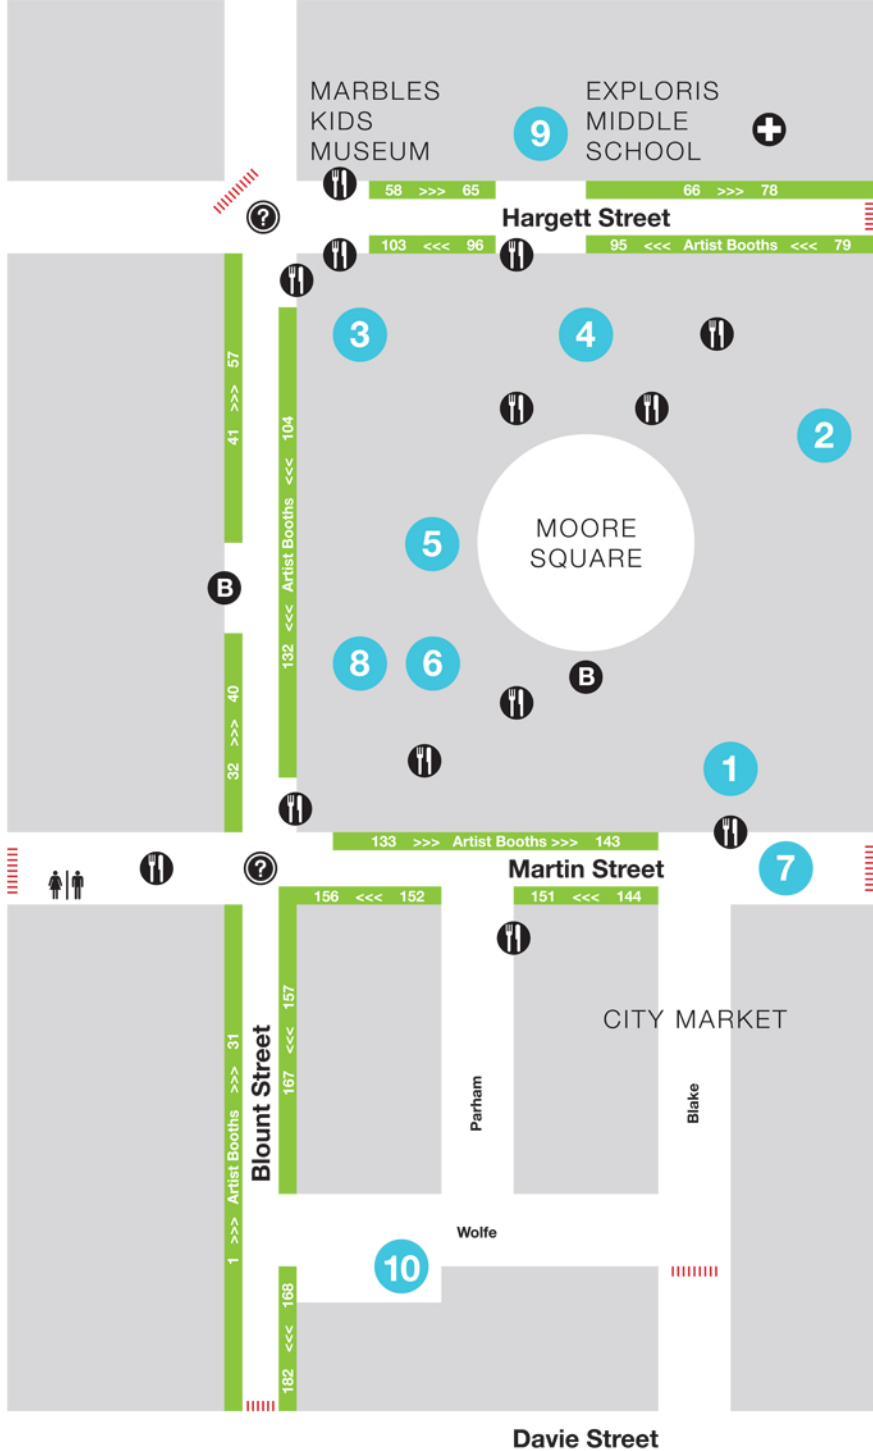 MARBLES
KIDS
MUSEUM
9
EXPLORIS
MIDDLE
SCHOOL
58 >>> 65
66 >>> 78
?
Hargett Street
103 <<< 96
95 <<< Artist Booths <<< 79
3
4
2
41 >>> 57
132 <<< Artist Booths <<< 104
MOORE
SQUARE
5
B
8
6
B
32 >>> 40
1
133 >>> Artist Booths >>> 143
?
Martin Street
7
156 <<< 152
151 <<< 144
167 <<< 157
CITY MARKET
1 >>> Artist Booths >>> 31
Blount Street
Parham
Blake
Wolfe
10
182 <<< 168
Davie Street